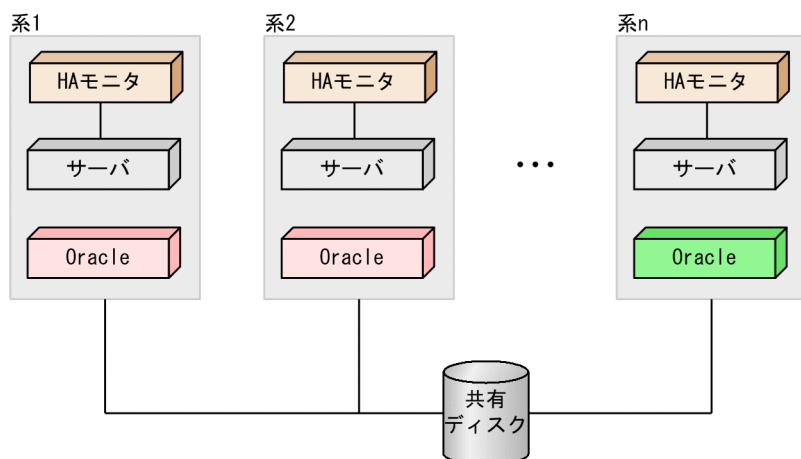 系1
系2
系n
HAモニタ
HAモニタ
HAモニタ
サーバ
サーバ
…
サーバ
Oracle
Oracle
Oracle
共有
ディスク